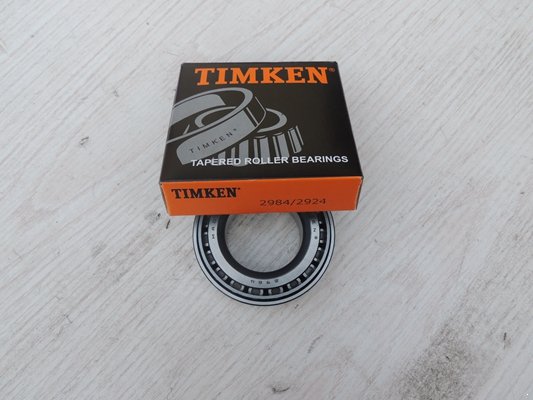 TIMKEN®
TIMKEN®
TAPERED ROLLER BEARINGS
TIMKEN®
2984/2924